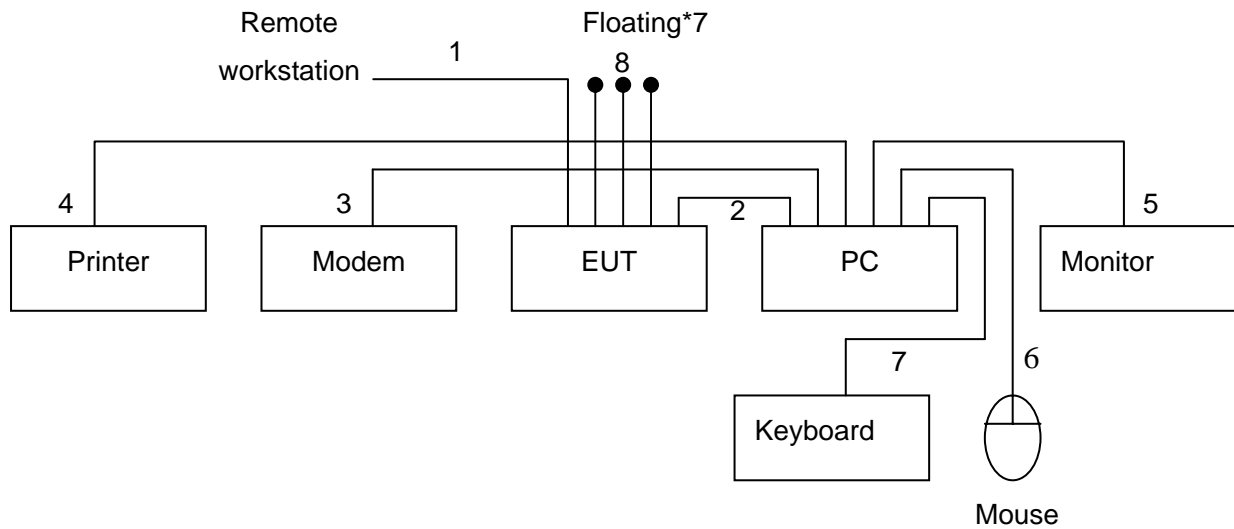 Remote
workstation
1
Floating*7
8
4
3
2
5
Printer
Modem
EUT
PC
Monitor
7
6
Keyboard
Mouse